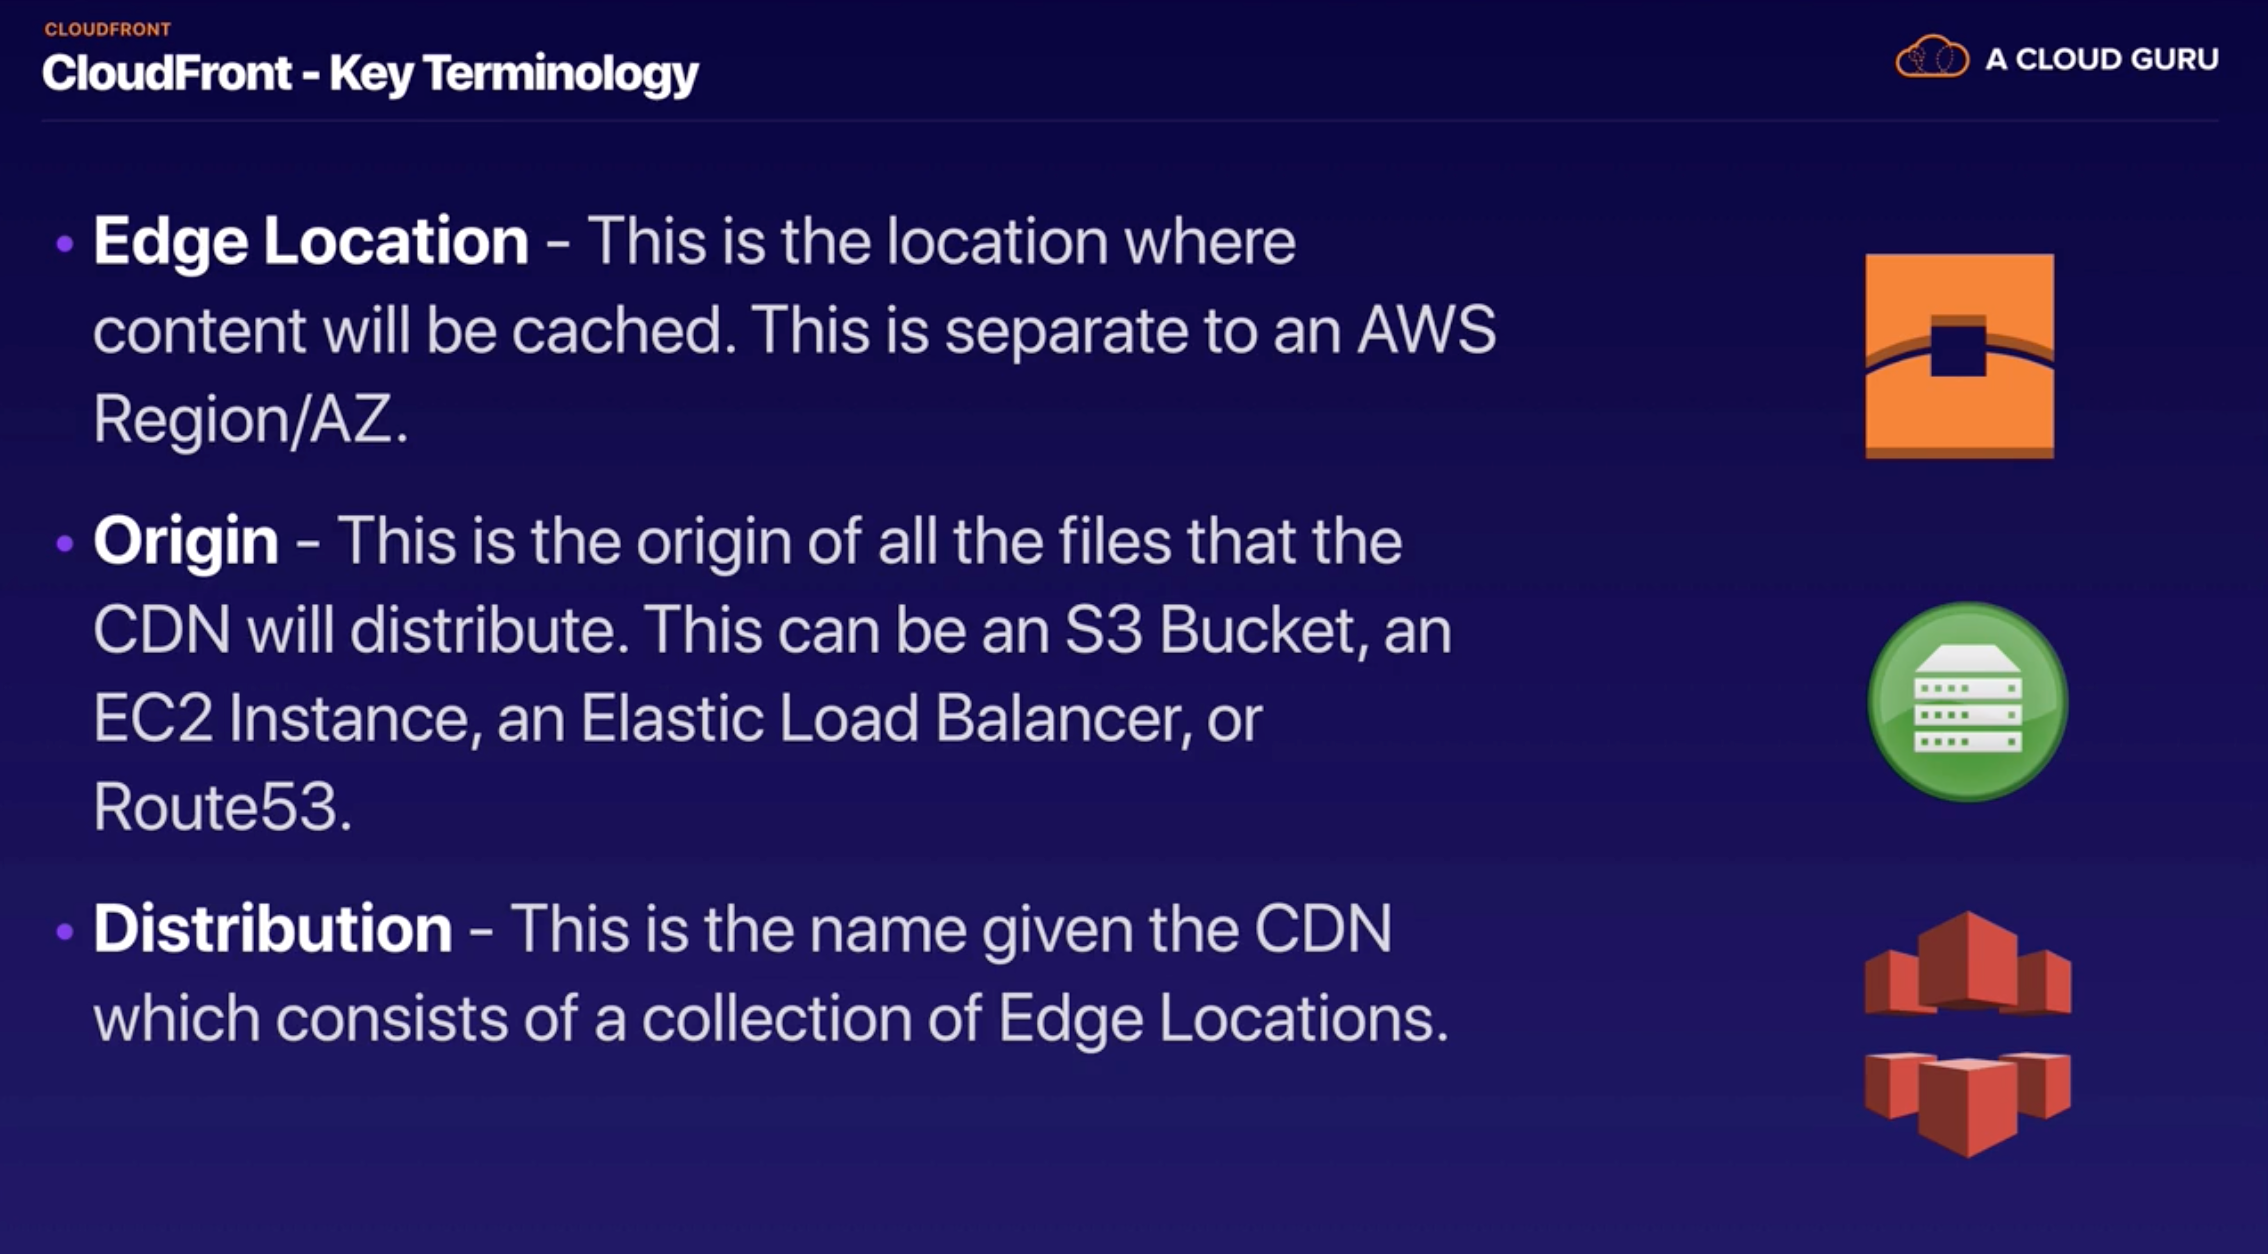 CLOUDFRONT
CloudFront - Key Terminology
A CLOUD GURU
• Edge Location - This is the location where
content will be cached. This is separate to an AWS
Region/AZ.
• Origin - This is the origin of all the files that the
CDN will distribute. This can be an S3 Bucket, an
EC2 Instance, an Elastic Load Balancer, or
Route53.
• Distribution - This is the name given the CDN
which consists of a collection of Edge Locations.